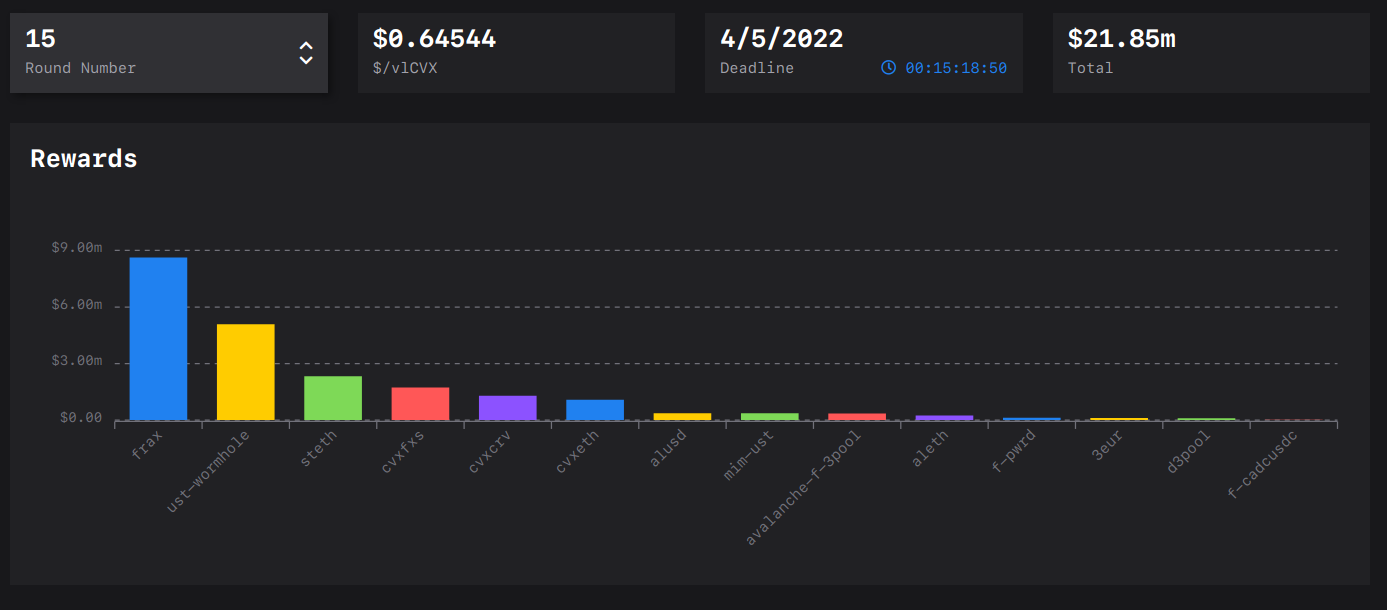 15
Round Number
$0.64544
$/vlCVX
4/5/2022
Deadline 00:15:18:50
$21.85m
Total
Rewards
$9.00m
$6.00m
$3.00m
$0.00
frax
ust-wormhole
steth
cvxfxs
cvxcrv
cvxeth
alusd
mim-ust
avalanche-f-3pool
aleth
f-pwrd
3eur
d3pool
f-cadcusdc